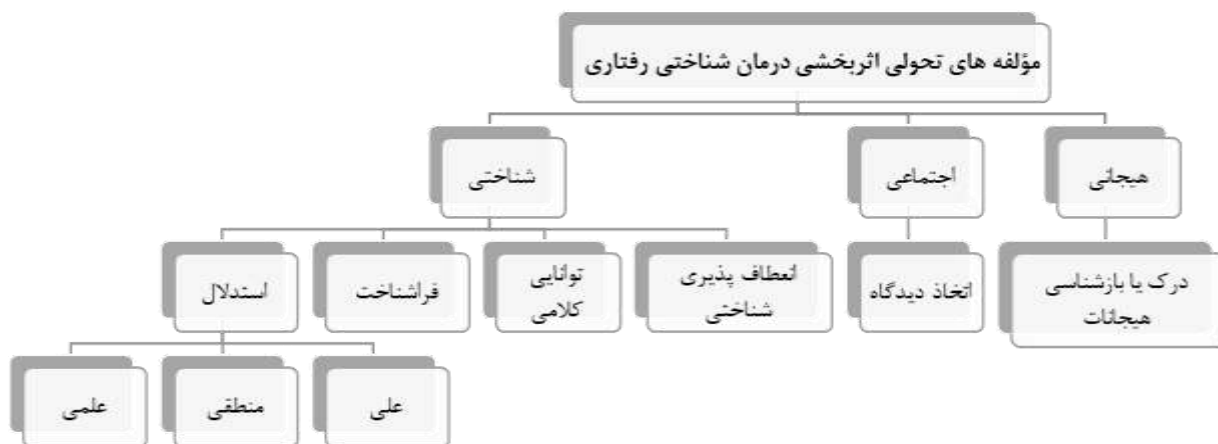 مؤلفه های تحولی اثربخشی درمان شناختی رفتاری
هیجانی
اجتماعی
شناختی
درک یا بازشناسی
هیجانات
اتخاذ دیدگاه
انعطاف پذیری
شناختی
توانایی
کلامی
فراشناخت
استدلال
علی
منطقی
علمی